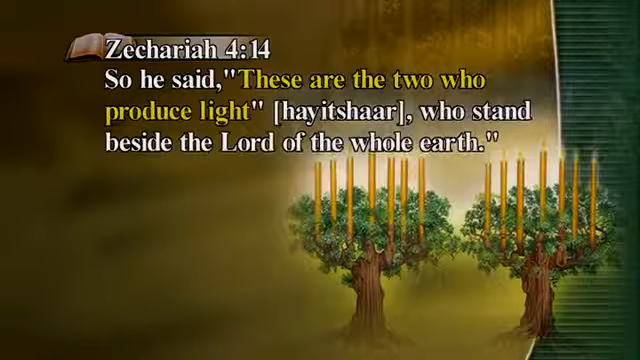 Zechariah 4:14
So he said,"These are the two who
produce light" [hayitshaar], who stand
beside the Lord of the whole earth."